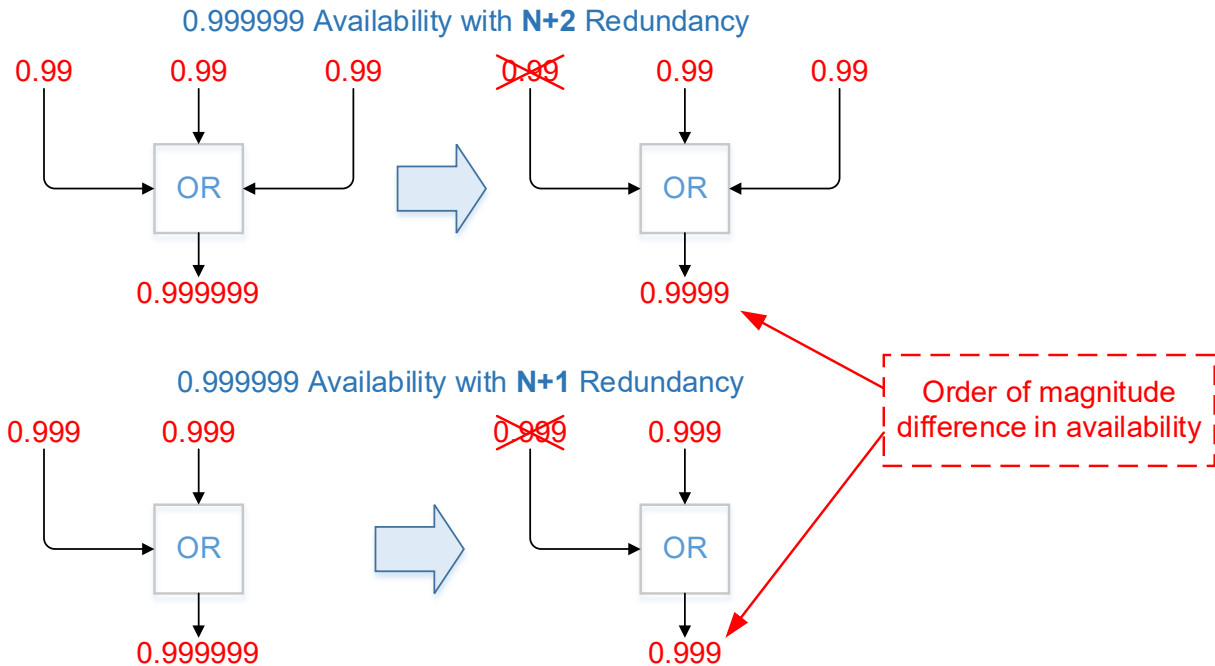 0.999999 Availability with N+2 Redundancy
0.99 0.99 0.99 0.99 0.99 0.99
OR OR
0.999999 0.9999
0.999999 Availability with N+1 Redundancy
Order of magnitude
difference in availability
0.999 0.999 0.999 0.999
OR OR
0.999999 0.999